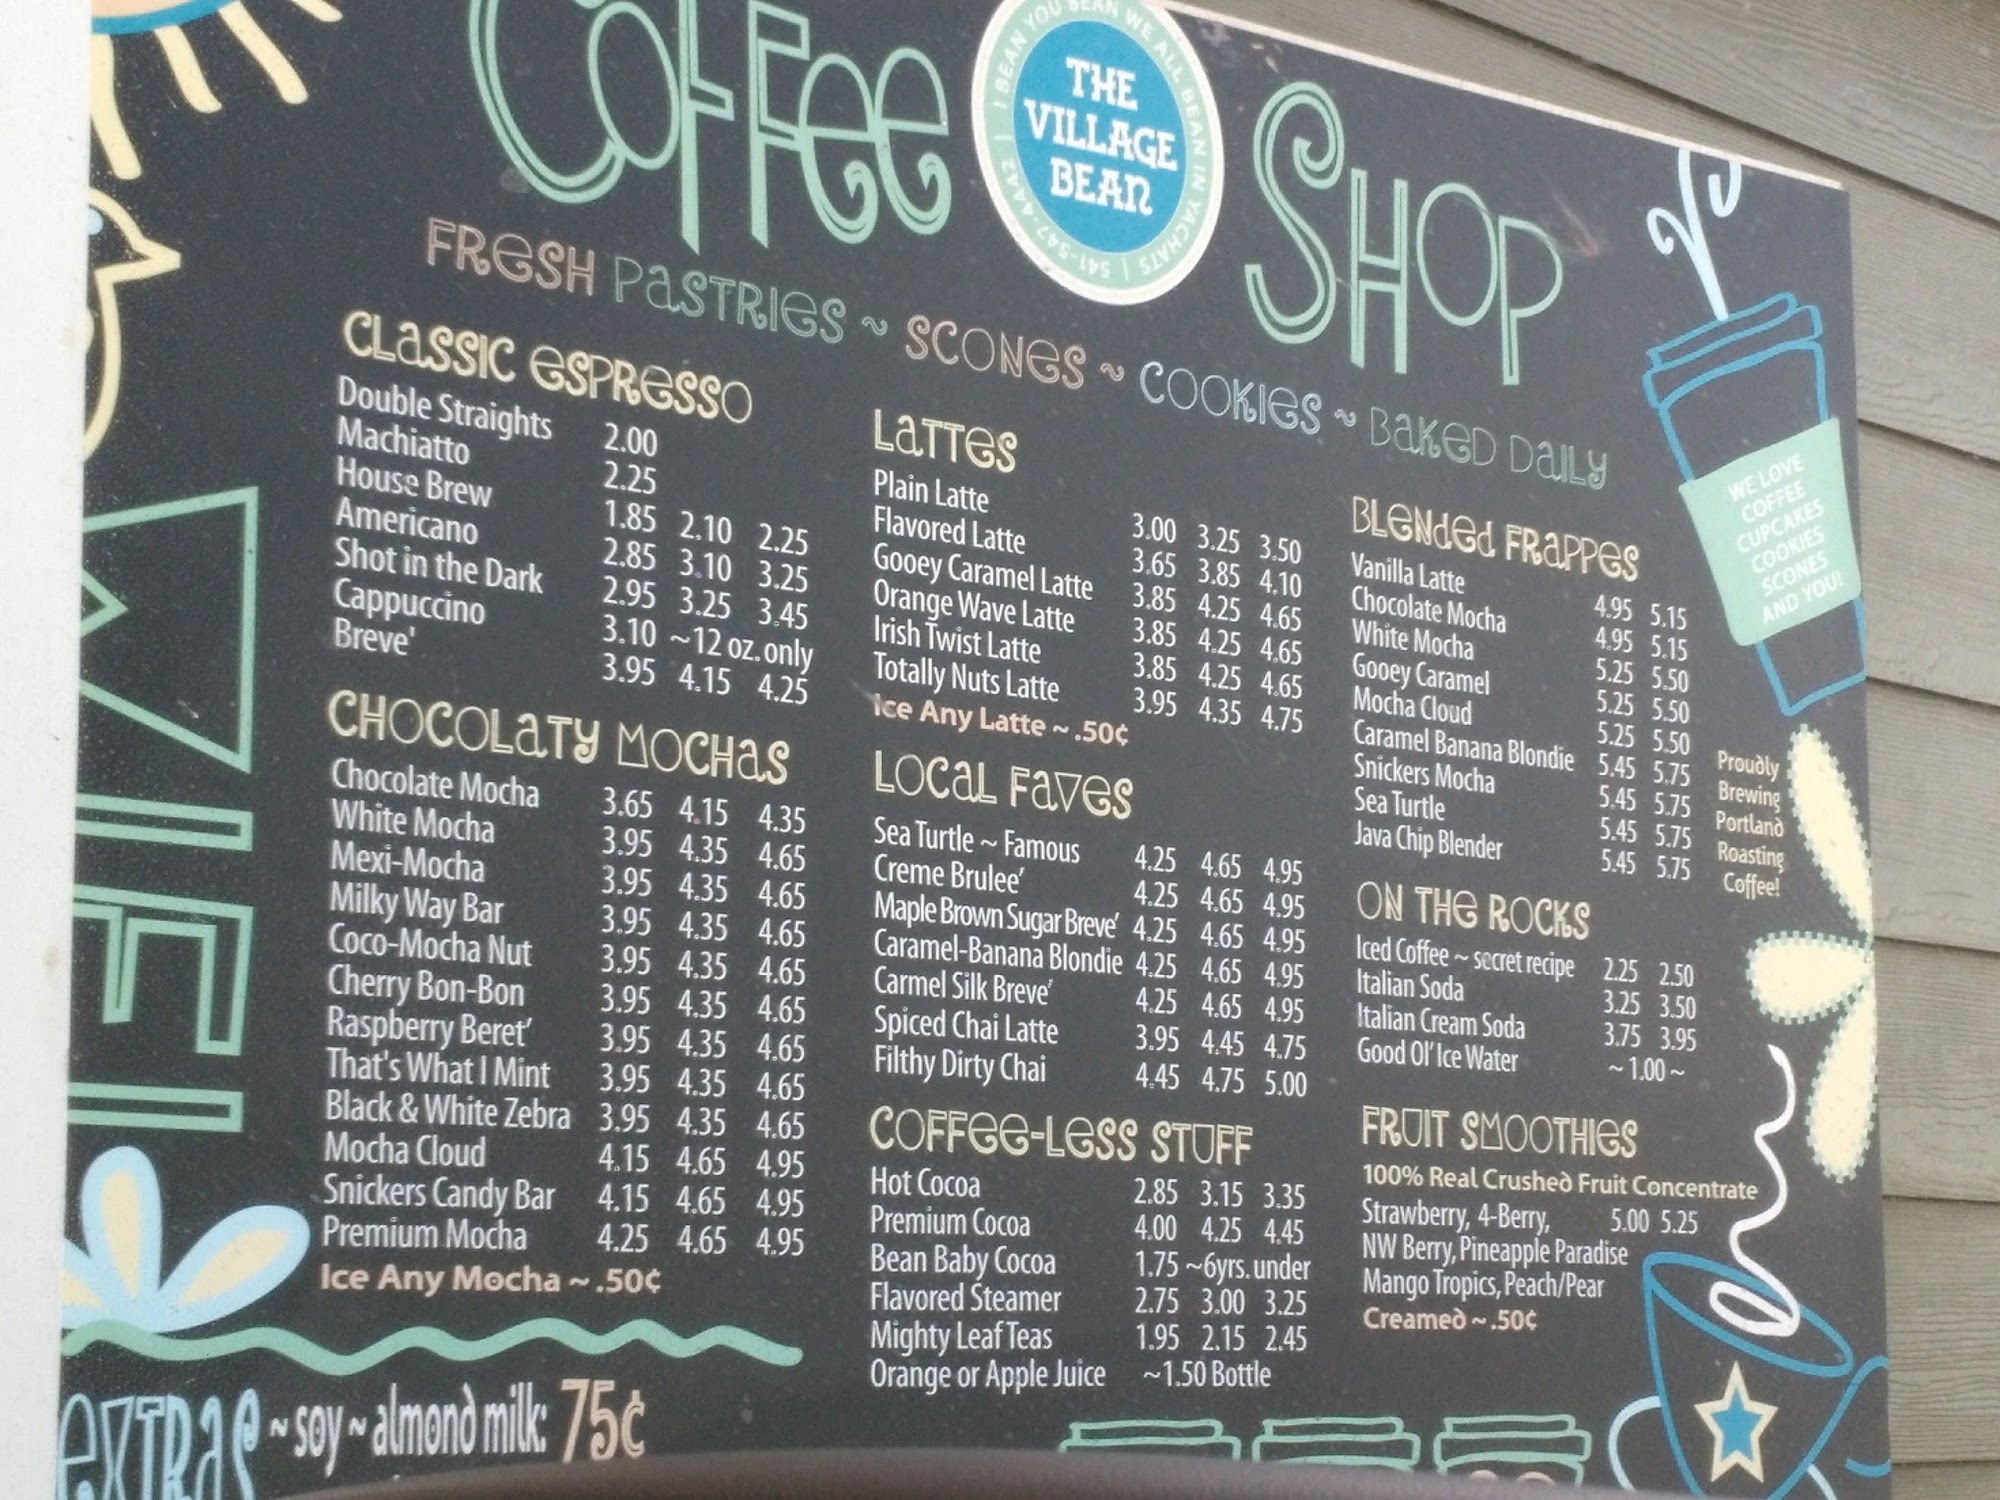 COFFEE SHOP
I BEAN YOU BEAN WE ALL BEAN IN YACHATS | 541-547-4442 |
THE
VILLAGE
BEAN
FRESH PASTRIES ~ SCONES ~ COOKIES ~ BAKED DAILY
WIFI
CLASSIC ESPRESSO
Double Straights 2.00
Machiatto 2.25
House Brew 1.85 2.10 2.25
Americano 2.85 3.10 3.25
Shot in the Dark 2.95 3.25 3.45
Cappuccino 3.10 ~12 oz. only
Breve' 3.95 4.15 4.25
CHOCOLATY MOCHAS
Chocolate Mocha 3.65 4.15 4.35
White Mocha 3.95 4.35 4.65
Mexi-Mocha 3.95 4.35 4.65
Milky Way Bar 3.95 4.35 4.65
Coco-Mocha Nut 3.95 4.35 4.65
Cherry Bon-Bon 3.95 4.35 4.65
Raspberry Beret' 3.95 4.35 4.65
That's What I Mint 3.95 4.35 4.65
Black & White Zebra 3.95 4.35 4.65
Mocha Cloud 4.15 4.65 4.95
Snickers Candy Bar 4.15 4.65 4.95
Premium Mocha 4.25 4.65 4.95
Ice Any Mocha ~ .50¢
EXTRAS ~ soy ~ almond milk: 75¢
LATTES
Plain Latte 3.00 3.25 3.50
Flavored Latte 3.65 3.85 4.10
Gooey Caramel Latte 3.85 4.25 4.65
Orange Wave Latte 3.85 4.25 4.65
Irish Twist Latte 3.85 4.25 4.65
Totally Nuts Latte 3.95 4.35 4.75
Ice Any Latte ~ .50¢
LOCAL FAVES
Sea Turtle ~ Famous 4.25 4.65 4.95
Creme Brulee' 4.25 4.65 4.95
Maple Brown Sugar Breve' 4.25 4.65 4.95
Caramel-Banana Blondie 4.25 4.65 4.95
Carmel Silk Breve' 4.25 4.65 4.95
Spiced Chai Latte 3.95 4.45 4.75
Filthy Dirty Chai 4.45 4.75 5.00
COFFEE-LESS STUFF
Hot Cocoa 2.85 3.15 3.35
Premium Cocoa 4.00 4.25 4.45
Bean Baby Cocoa 1.75 ~6yrs. under
Flavored Steamer 2.75 3.00 3.25
Mighty Leaf Teas 1.95 2.15 2.45
Orange or Apple Juice ~1.50 Bottle
BLENDED FRAPPES
Vanilla Latte 4.95 5.15
Chocolate Mocha 4.95 5.15
White Mocha 5.25 5.50
Gooey Caramel 5.25 5.50
Mocha Cloud 5.25 5.50
Caramel Banana Blondie 5.45 5.75
Snickers Mocha 5.45 5.75
Sea Turtle 5.45 5.75
Java Chip Blender 5.45 5.75
ON THE ROCKS
Iced Coffee ~ secret recipe 2.25 2.50
Italian Soda 3.25 3.50
Italian Cream Soda 3.75 3.95
Good Ol' Ice Water ~ 1.00 ~
FRUIT SMOOTHIES
100% Real Crushed Fruit Concentrate
Strawberry, 4-Berry, 5.00 5.25
NW Berry, Pineapple Paradise
Mango Tropics, Peach/Pear
Creamed ~ .50¢
WE LOVE
COFFEE
CUPCAKES
COOKIES
SCONES
AND YOU!
Proudly
Brewing
Portland
Roasting
Coffee!